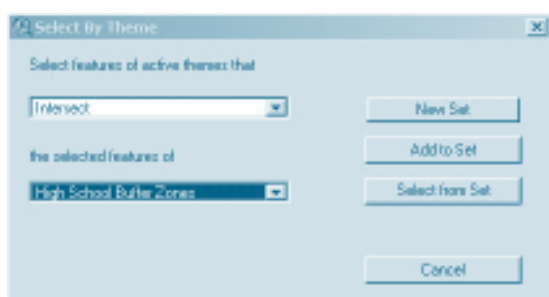 Select By Theme
Select features of active themes that
Intersect
New Set
Add to Set
the selected features of
High School Buffer Zones
Select from Set
Cancel